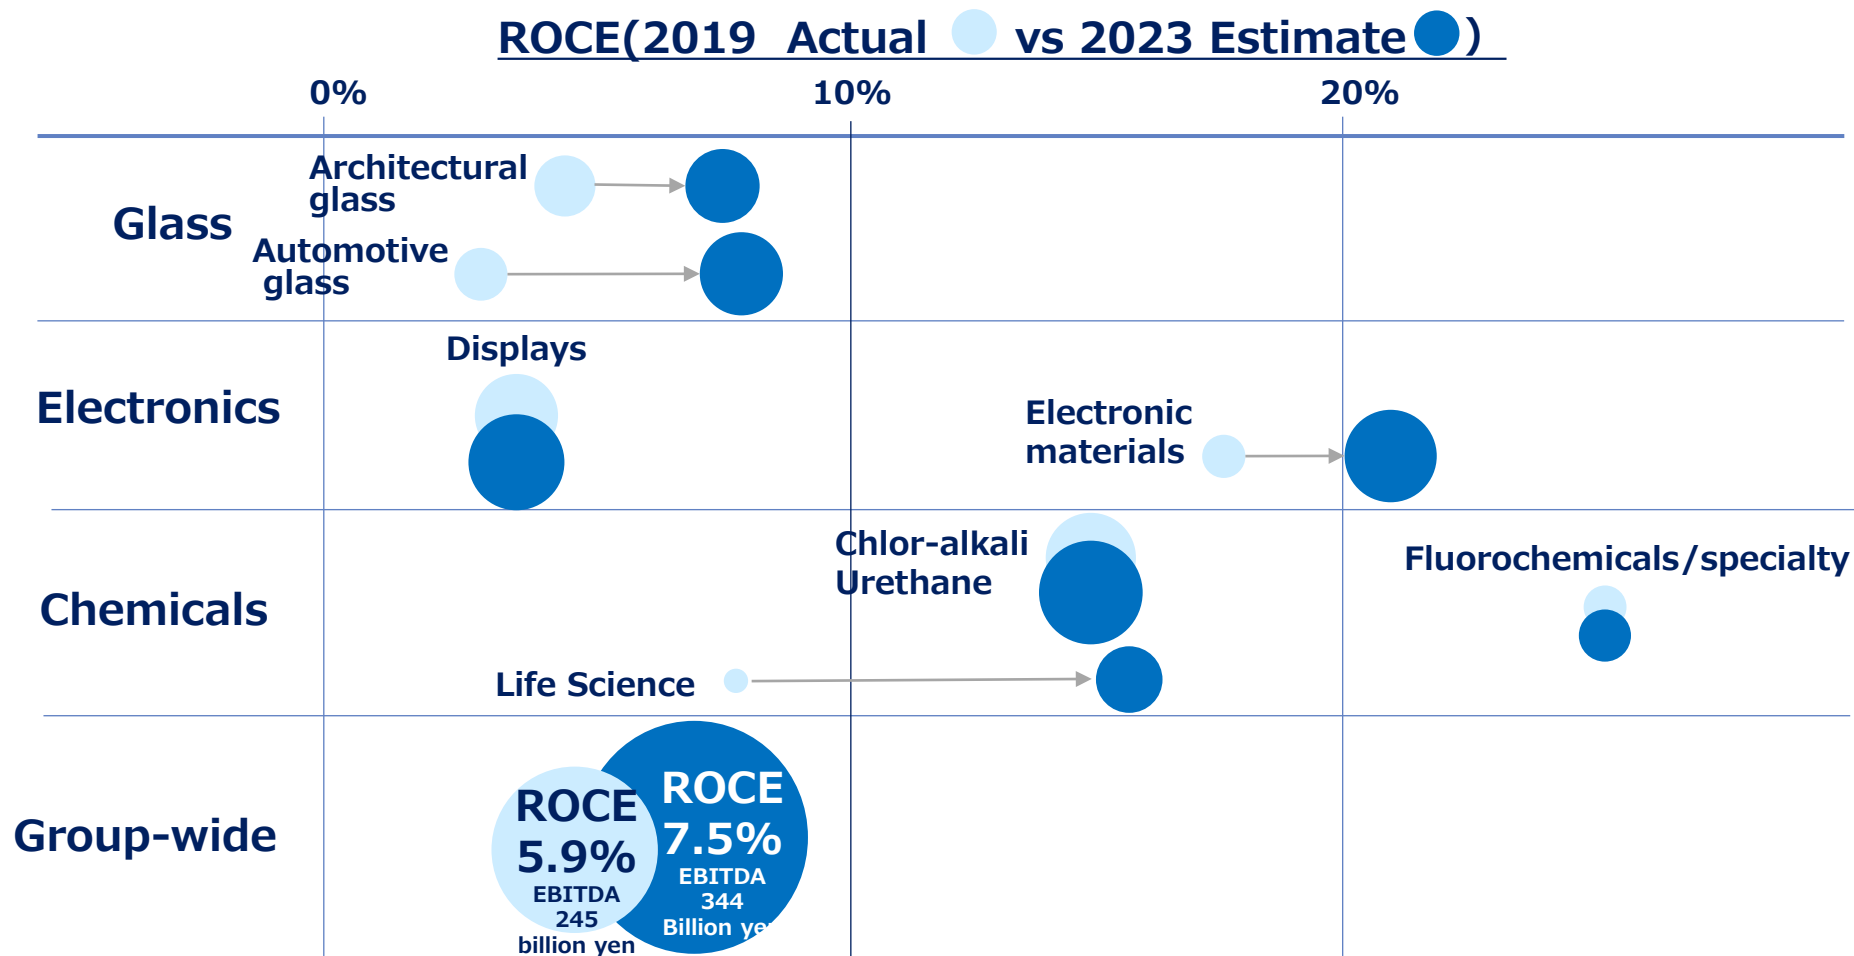 ROCE(2019 Actual vs 2023 Estimate )
0% 10% 20%
Glass
Architectural
glass
Automotive
glass
Electronics
Displays
Electronic
materials
Chemicals
Chlor-alkali
Urethane
Fluorochemicals/specialty
Life Science
Group-wide
ROCE
5.9%
EBITDA
245
billion yen
ROCE
7.5%
EBITDA
344
Billion yen